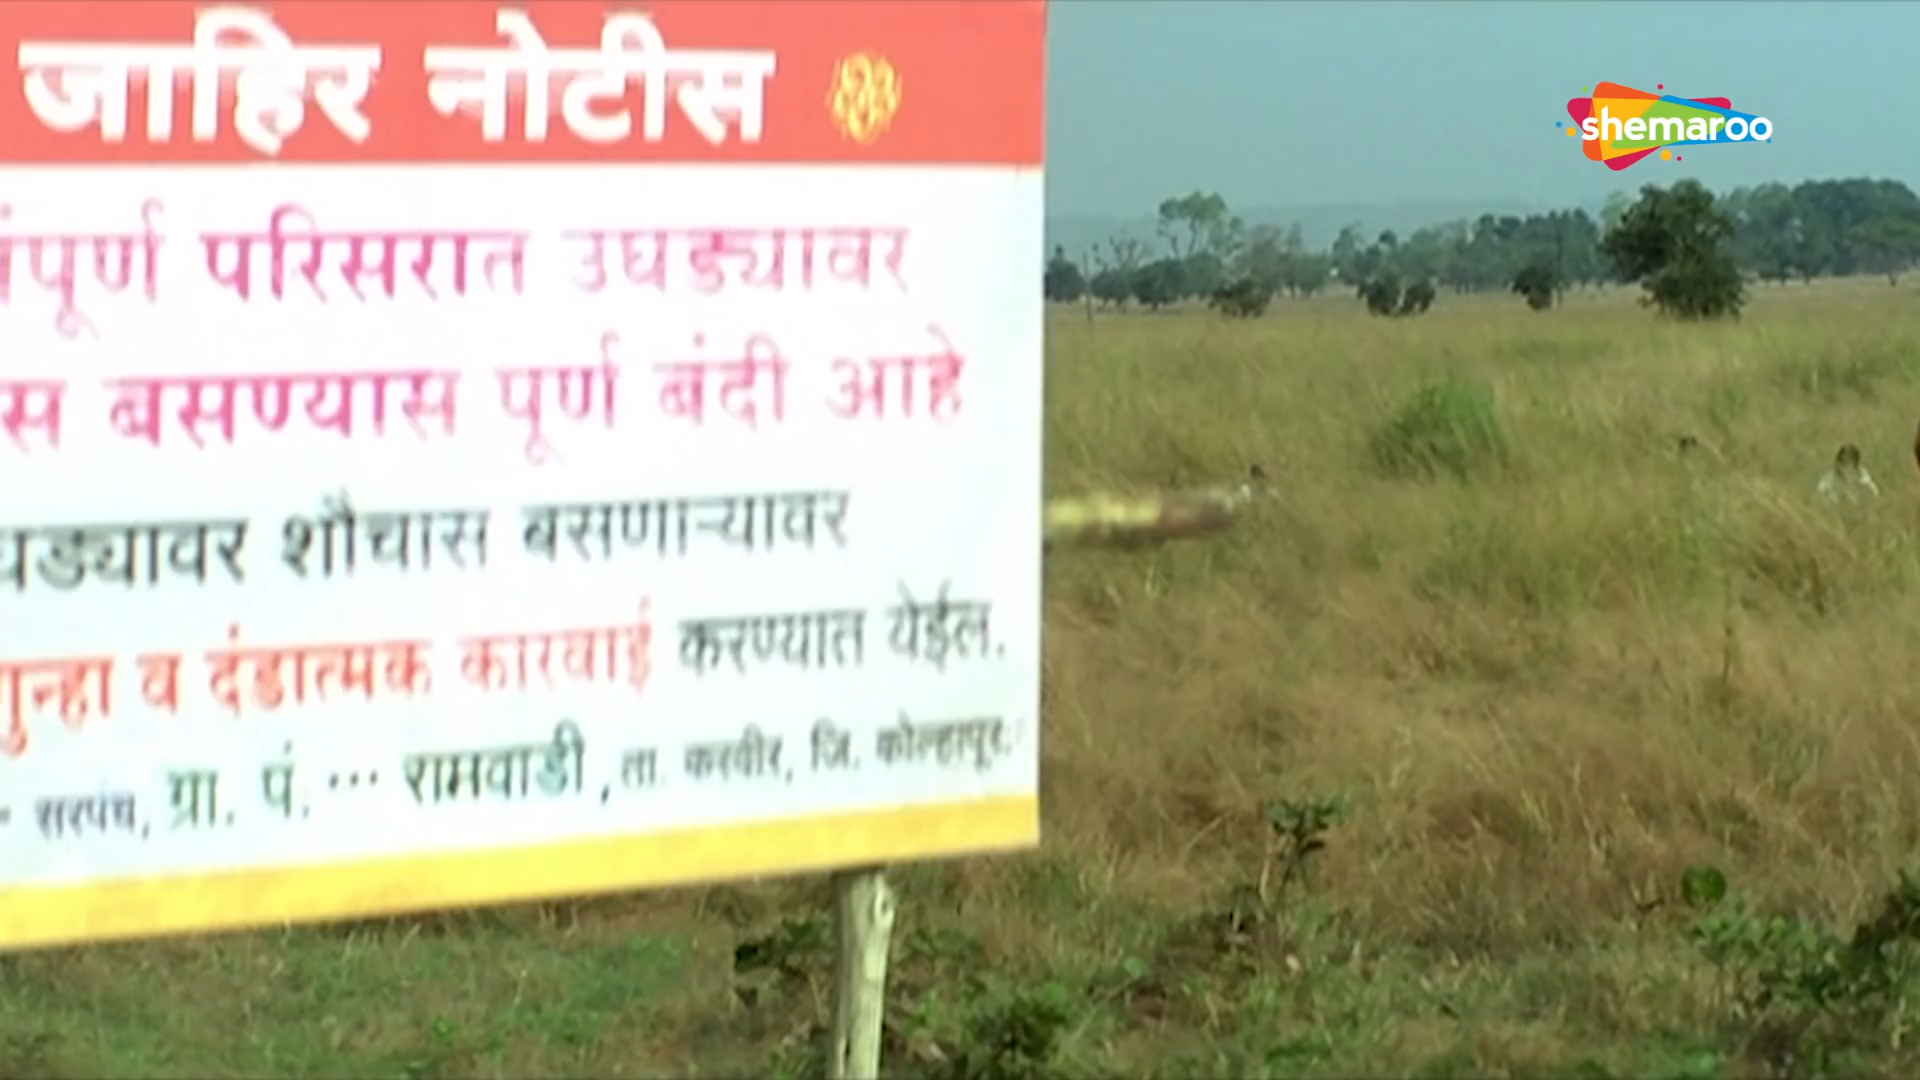 जाहिर नोटीस
संपूर्ण परिसरात उघड्यावर
स बसण्यास पूर्ण बंदी आहे
घड्यावर शौचास बसणाऱ्यावर
गुन्हा व दंडात्मक कारवाई करण्यात येईल.
सरपंच, ग्रा. पं. ... रामवाडी, ता. करवीर, जि. कोल्हापूर.
shemaroo